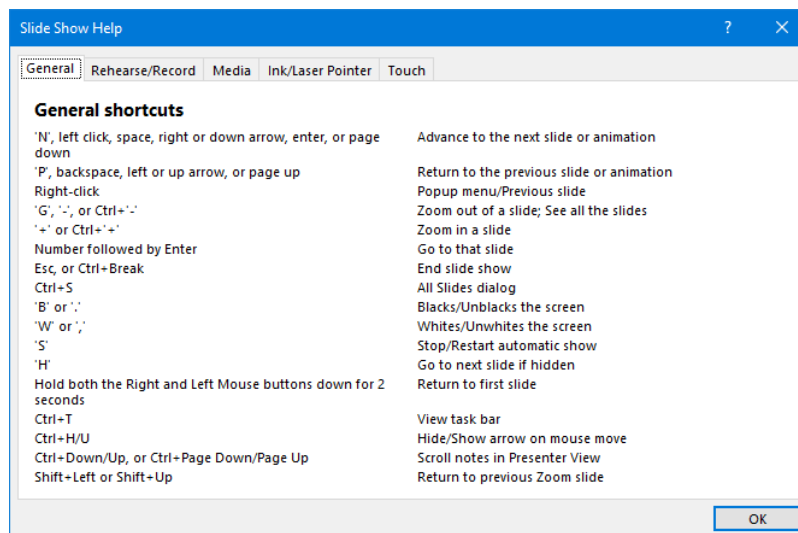 Slide Show Help
General Rehearse/Record Media Ink/Laser Pointer Touch
General shortcuts
'N', left click, space, right or down arrow, enter, or page Advance to the next slide or animation
down
'P', backspace, left or up arrow, or page up Return to the previous slide or animation
Right-click Popup menu/Previous slide
'G', '-', or Ctrl+'-' Zoom out of a slide; See all the slides
'+' or Ctrl+'+' Zoom in a slide
Number followed by Enter Go to that slide
Esc, or Ctrl+Break End slide show
Ctrl+S All Slides dialog
'B' or '.' Blacks/Unblacks the screen
'W' or ',' Whites/Unwhites the screen
'S' Stop/Restart automatic show
'H' Go to next slide if hidden
Hold both the Right and Left Mouse buttons down for 2 Return to first slide
seconds
Ctrl+T View task bar
Ctrl+H/U Hide/Show arrow on mouse move
Ctrl+Down/Up, or Ctrl+Page Down/Page Up Scroll notes in Presenter View
Shift+Left or Shift+Up Return to previous Zoom slide
OK